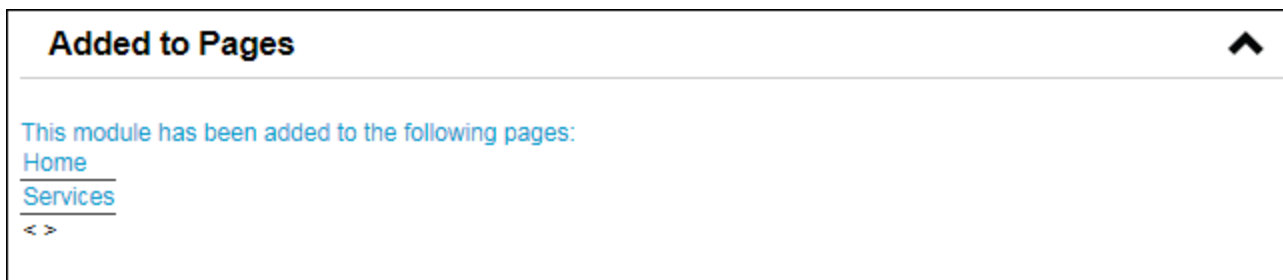 Added to Pages
This module has been added to the following pages:
Home
Services
< >